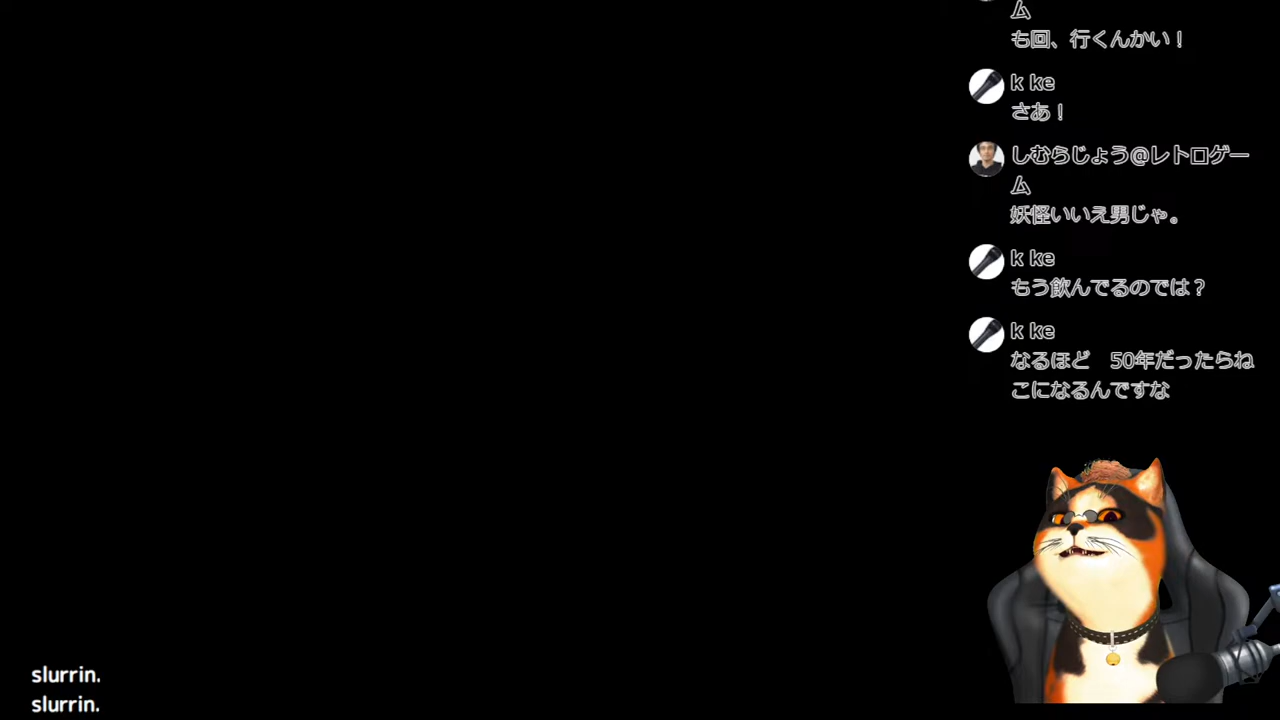 ム
も回、行くんかい！
k ke
さあ！
しむらじょう@レトロゲー
ム
妖怪いいえ男じゃ。
k ke
もう飲んでるのでは？
k ke
なるほど　50年だったらね
こになるんですな
slurrin.
slurrin.